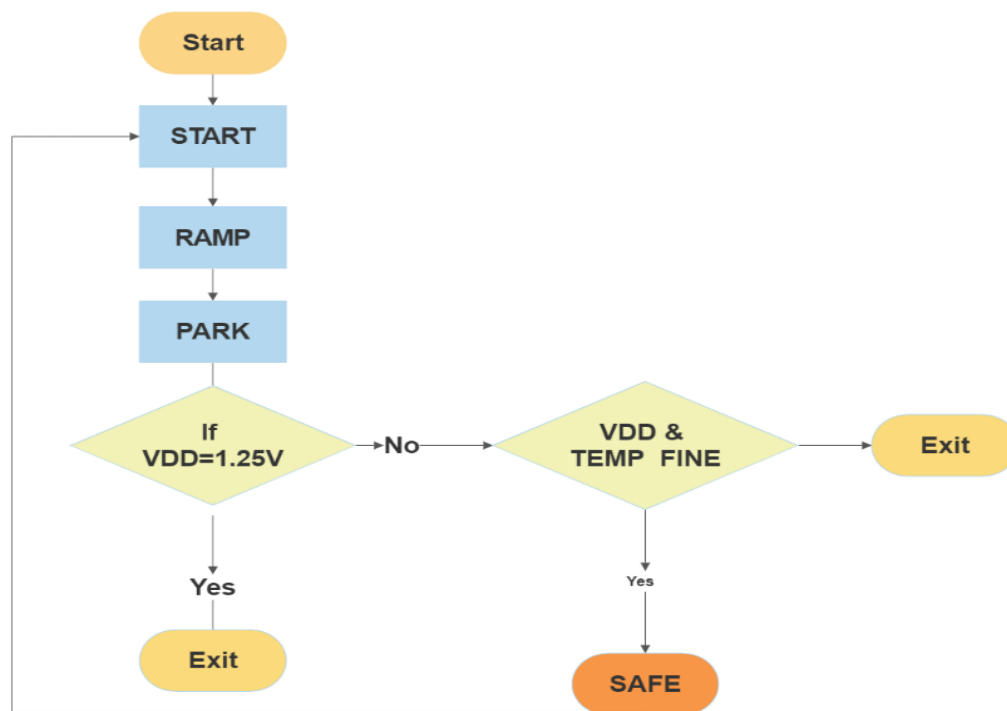 Start
START
RAMP
PARK
If
VDD=1.25V
No
VDD &
TEMP FINE
Exit
Yes
Yes
Exit
SAFE